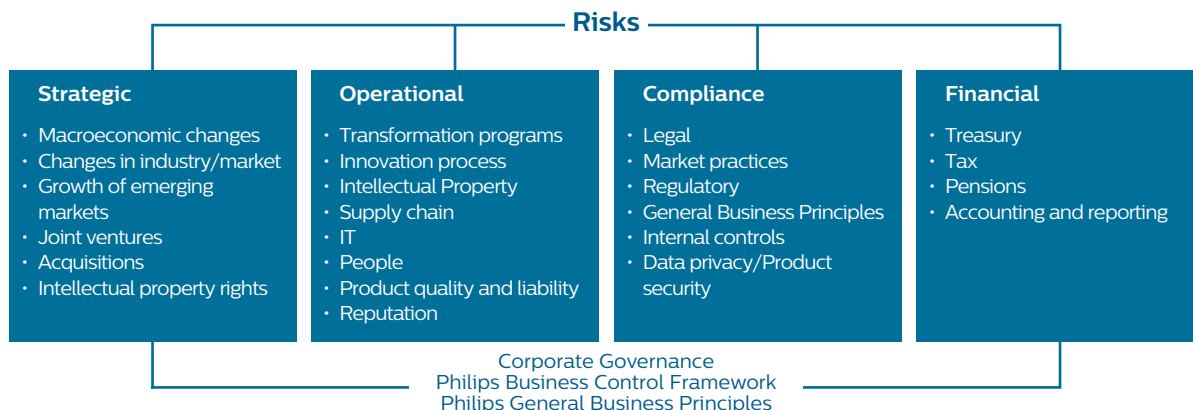 Risks
Strategic
· Macroeconomic changes
· Changes in industry/market
· Growth of emerging
markets
· Joint ventures
· Acquisitions
· Intellectual property rights
Operational
· Transformation programs
· Innovation process
· Intellectual Property
· Supply chain
· IT
· People
· Product quality and liability
· Reputation
Compliance
· Legal
· Market practices
· Regulatory
· General Business Principles
· Internal controls
· Data privacy/Product
security
Financial
· Treasury
· Tax
· Pensions
· Accounting and reporting
Corporate Governance
Philips Business Control Framework
Philips General Business Principles